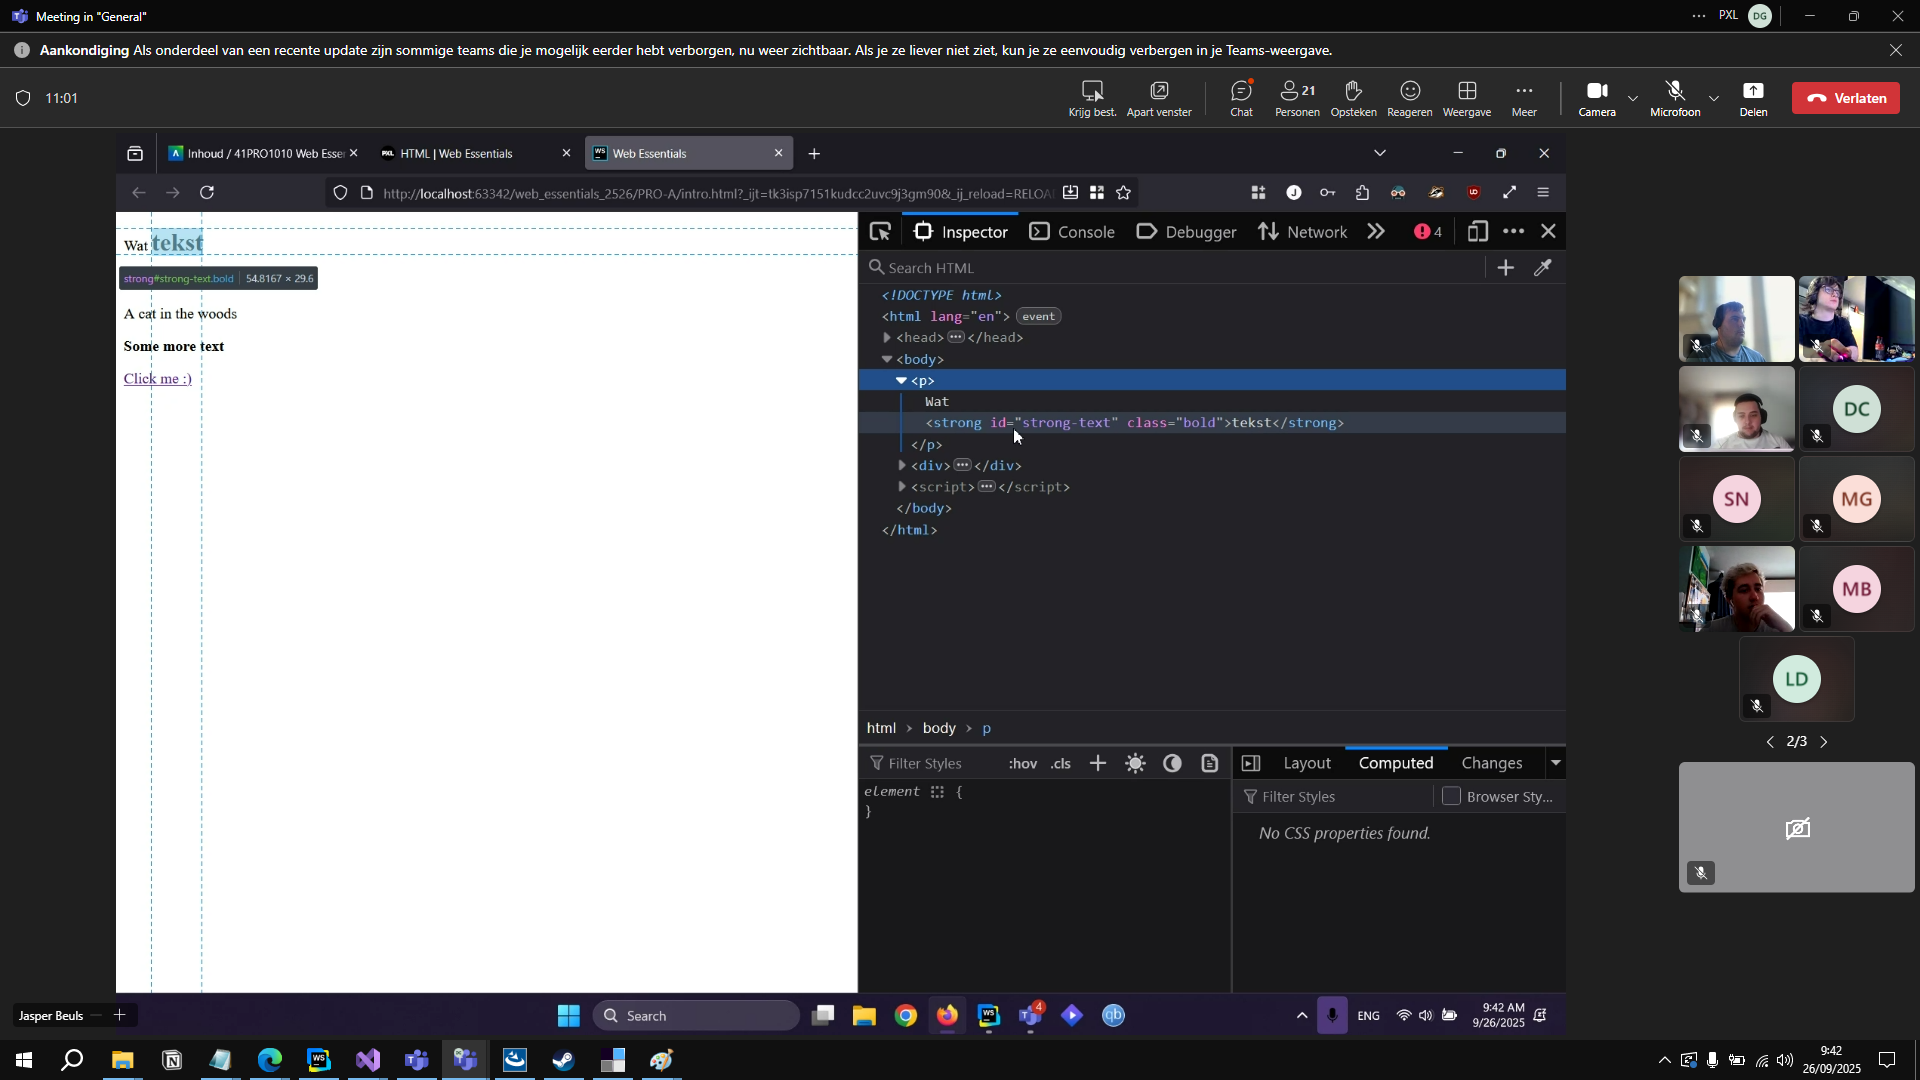 Meeting in "General"
PXL
DG
Aankondiging Als onderdeel van een recente update zijn sommige teams die je mogelijk eerder hebt verborgen, nu weer zichtbaar. Als je ze liever niet ziet, kun je ze eenvoudig verbergen in je Teams-weergave.
11:01
Krijg best.
Apart venster
Chat
21
Personen
Opsteken
Reageren
Weergave
Meer
Camera
Microfoon
Delen
Verlaten
Inhoud / 41PRO1010 Web Esse
HTML | Web Essentials
Web Essentials
http://localhost:63342/web_essentials_2526/PRO-A/intro.html?_ijt=tk3isp7151kudcc2uvc9j3gm90&_ij_reload=RELOA
Wat tekst
strong#strong-text.bold 54.8167 × 29.6
A cat in the woods
Some more text
Click me :)
Inspector
Console
Debugger
Network
4
Search HTML
<!DOCTYPE html>
<html lang="en"> event
<head> </head>
<body>
<p>
Wat
<strong id="strong-text" class="bold">tekst</strong>
</p>
<div> </div>
<script> </script>
</body>
</html>
html > body > p
Filter Styles
:hov .cls
Layout
Computed
Changes
element {
}
Filter Styles
Browser Sty...
No CSS properties found.
DC
SN
MG
MB
LD
2/3
Jasper Beuls
Search
4
ENG
9:42 AM
9/26/2025
9:42
26/09/2025